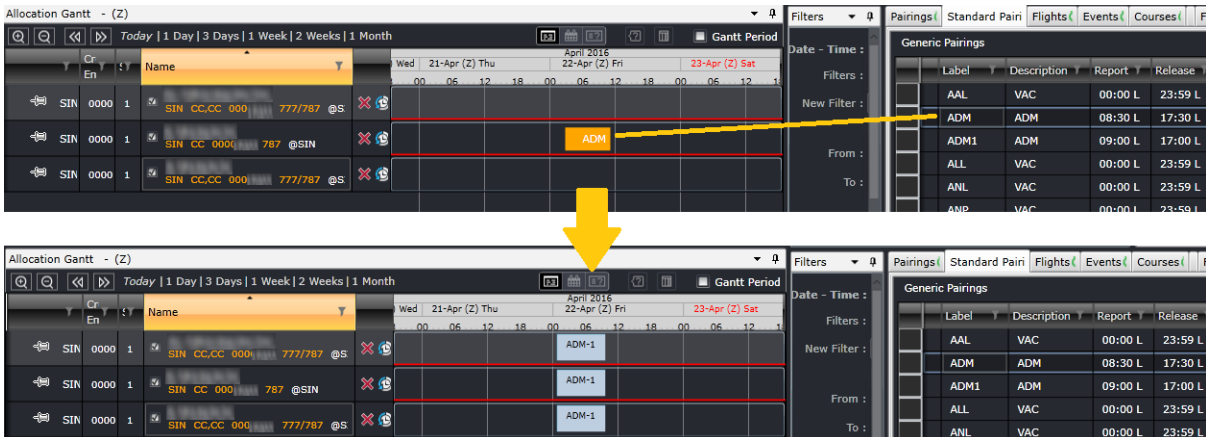 Allocation Gantt - (Z)
Filters
Pairings Standard Pairi Flights Events Courses F
Today | 1 Day | 3 Days | 1 Week | 2 Weeks | 1 Month
Gantt Period
Date - Time :
Generic Pairings
Cr En
Name
April 2016
Wed 21-Apr (Z) Thu 22-Apr (Z) Fri 23-Apr (Z) Sat
Filters :
Label Description Report Release
00 06 12 18 00 06 12 18 00 06 12
SIN 0000 1
SIN CC,CC 000 777/787 @S
New Filter :
AAL VAC 00:00 L 23:59 L
SIN 0000 1
SIN CC 0000 787 @SIN
ADM
ADM ADM 08:30 L 17:30 L
ADM1 ADM 09:00 L 17:00 L
From :
SIN 0000 1
SIN CC,CC 000 777/787 @S
ALL VAC 00:00 L 23:59 L
To :
ANL VAC 00:00 L 23:59 L
ANP VAC 00:00 L 23:59 L
Allocation Gantt - (Z)
Filters
Pairings Standard Pairi Flights Events Courses F
Today | 1 Day | 3 Days | 1 Week | 2 Weeks | 1 Month
Gantt Period
Date - Time :
Generic Pairings
Cr En
Name
April 2016
Wed 21-Apr (Z) Thu 22-Apr (Z) Fri 23-Apr (Z) Sat
Filters :
Label Description Report Release
00 06 12 18 00 06 12 18 00 06 12
SIN 0000 1
SIN CC,CC 000 777/787 @S
ADM-1
New Filter :
AAL VAC 00:00 L 23:59 L
ADM ADM 08:30 L 17:30 L
SIN 0000 1
SIN CC 000 787 @SIN
ADM-1
ADM1 ADM 09:00 L 17:00 L
From :
ALL VAC 00:00 L 23:59 L
SIN 0000 1
SIN CC,CC 000 777/787 @S
ADM-1
To :
ANL VAC 00:00 L 23:59 L